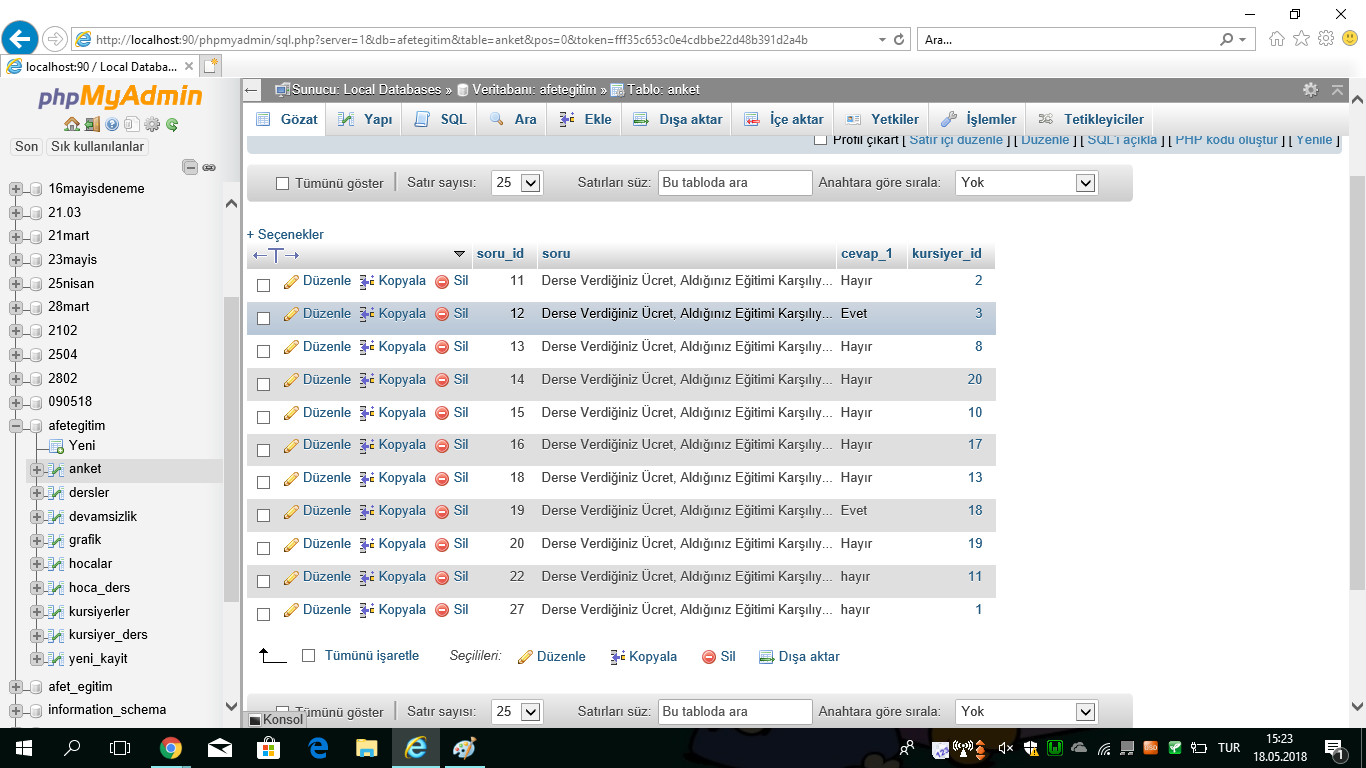 http://localhost:90/phpmyadmin/sql.php?server=1&db=afetegitim&table=anket&pos=0&token=fff35c653c0e4cdbbe22d48b391d2a4b
Ara...
localhost:90 / Local Databa...
phpMyAdmin
Son Sık kullanılanlar
16mayisdeneme
21.03
21mart
23mayis
25nisan
28mart
2102
2504
2802
090518
afetegitim
Yeni
anket
dersler
devamsizlik
grafik
hocalar
hoca_ders
kursiyerler
kursiyer_ders
yeni_kayit
afet_egitim
information_schema
Sunucu: Local Databases » Veritabanı: afetegitim » Tablo: anket
Gözat Yapı SQL Ara Ekle Dışa aktar İçe aktar Yetkiler İşlemler Tetikleyiciler
Profil çıkart [ Satır içi düzenle ] [ Düzenle ] [ SQL'i açıkla ] [ PHP kodu oluştur ] [ Yenile ]
Tümünü göster Satır sayısı: 25 Satırları süz: Bu tabloda ara Anahtara göre sırala: Yok
+ Seçenekler
soru_id soru cevap_1 kursiyer_id
Düzenle Kopyala Sil 11 Derse Verdiğiniz Ücret, Aldığınız Eğitimi Karşılıy... Hayır 2
Düzenle Kopyala Sil 12 Derse Verdiğiniz Ücret, Aldığınız Eğitimi Karşılıy... Evet 3
Düzenle Kopyala Sil 13 Derse Verdiğiniz Ücret, Aldığınız Eğitimi Karşılıy... Hayır 8
Düzenle Kopyala Sil 14 Derse Verdiğiniz Ücret, Aldığınız Eğitimi Karşılıy... Hayır 20
Düzenle Kopyala Sil 15 Derse Verdiğiniz Ücret, Aldığınız Eğitimi Karşılıy... Hayır 10
Düzenle Kopyala Sil 16 Derse Verdiğiniz Ücret, Aldığınız Eğitimi Karşılıy... Hayır 17
Düzenle Kopyala Sil 18 Derse Verdiğiniz Ücret, Aldığınız Eğitimi Karşılıy... Hayır 13
Düzenle Kopyala Sil 19 Derse Verdiğiniz Ücret, Aldığınız Eğitimi Karşılıy... Evet 18
Düzenle Kopyala Sil 20 Derse Verdiğiniz Ücret, Aldığınız Eğitimi Karşılıy... Hayır 19
Düzenle Kopyala Sil 22 Derse Verdiğiniz Ücret, Aldığınız Eğitimi Karşılıy... hayır 11
Düzenle Kopyala Sil 27 Derse Verdiğiniz Ücret, Aldığınız Eğitimi Karşılıy... hayır 1
Tümünü işaretle Seçilileri: Düzenle Kopyala Sil Dışa aktar
Tümünü göster Satır sayısı: 25 Satırları süz: Bu tabloda ara Anahtara göre sırala: Yok
Konsol
TUR
15:23
18.05.2018
1